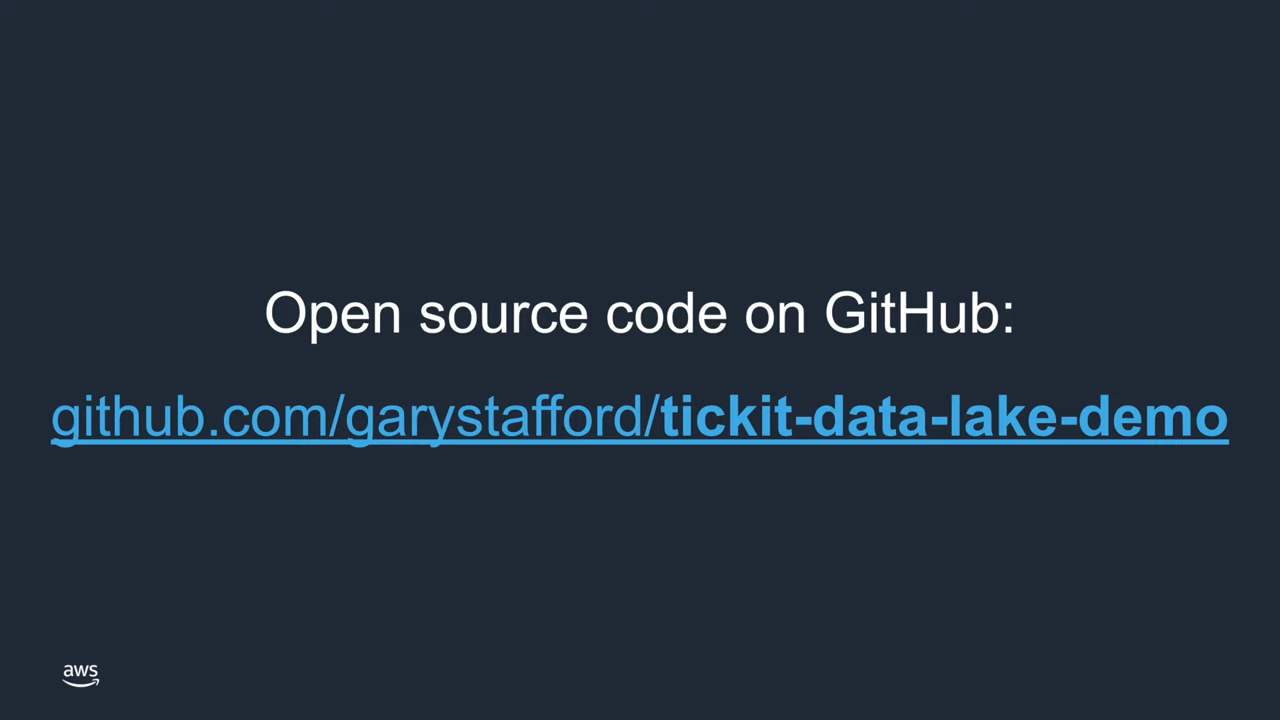 Open source code on GitHub:
github.com/garystafford/tickit-data-lake-demo
aws